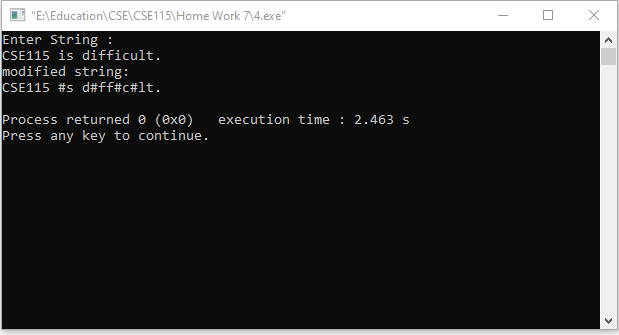 "E:\Education\CSE\CSE115\Home Work 7\4.exe"
Enter String :
CSE115 is difficult.
modified string:
CSE115 #s d#ff#c#lt.
Process returned 0 (0x0)   execution time : 2.463 s
Press any key to continue.